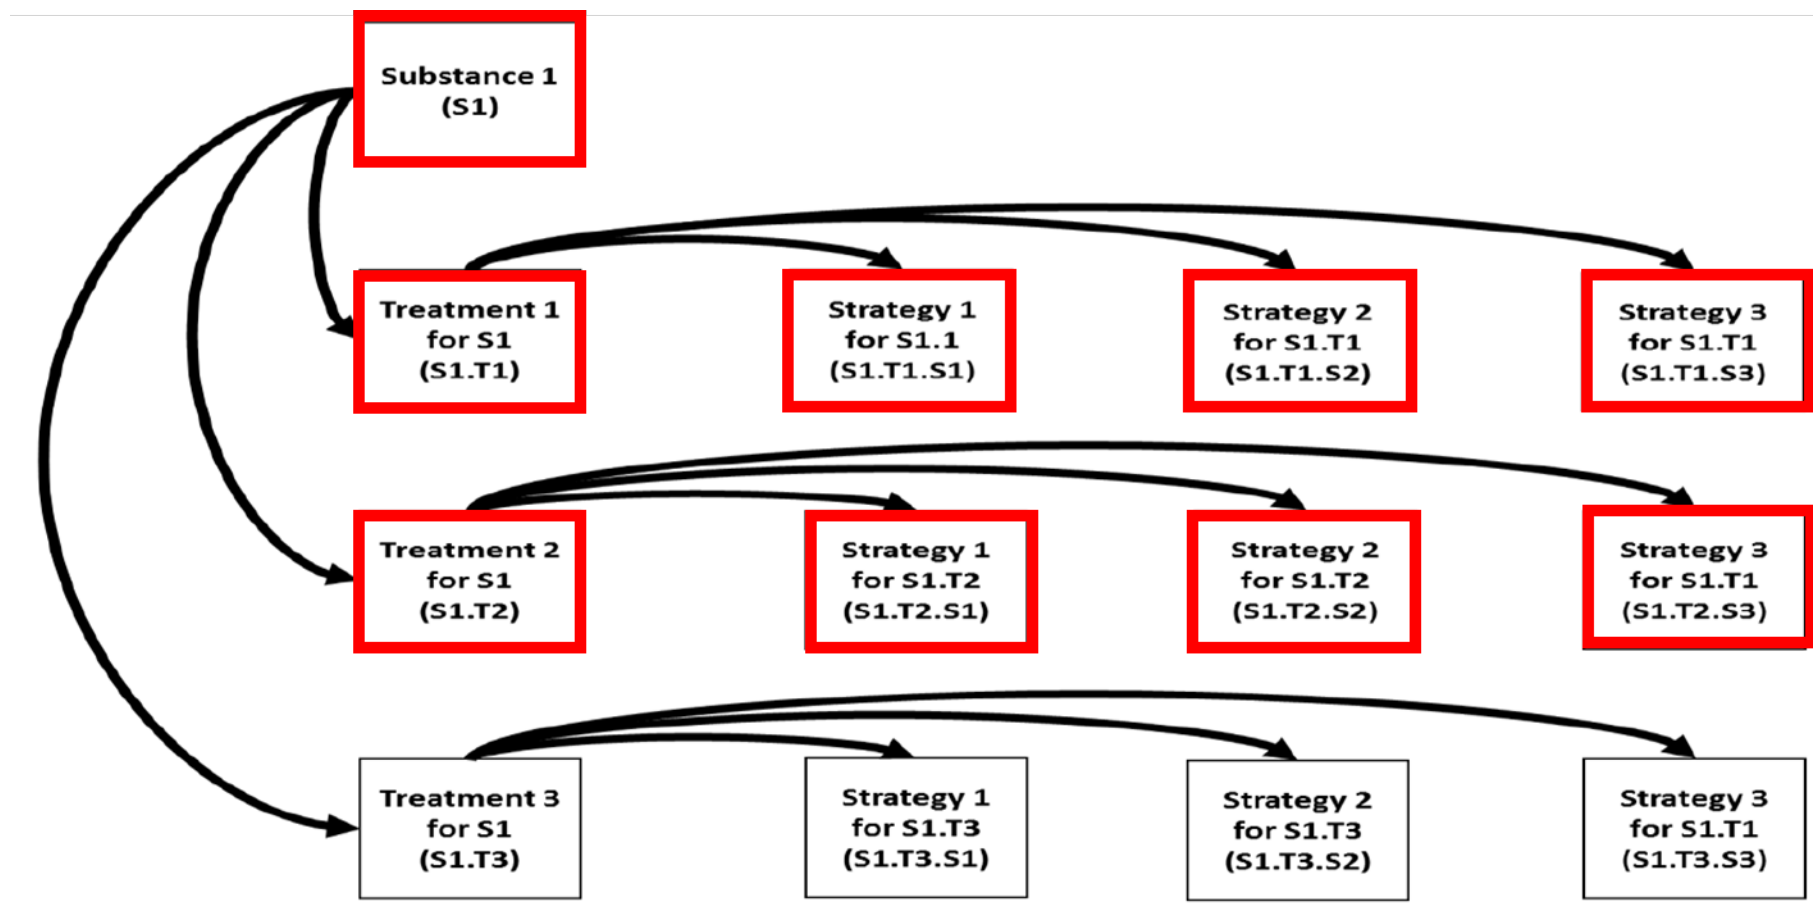 Substance 1
(S1)
Treatment 1
for S1
(S1.T1)
Strategy 1
for S1.1
(S1.T1.S1)
Strategy 2
for S1.T1
(S1.T1.S2)
Strategy 3
for S1.T1
(S1.T1.S3)
Treatment 2
for S1
(S1.T2)
Strategy 1
for S1.T2
(S1.T2.S1)
Strategy 2
for S1.T2
(S1.T2.S2)
Strategy 3
for S1.T1
(S1.T2.S3)
Treatment 3
for S1
(S1.T3)
Strategy 1
for S1.T3
(S1.T3.S1)
Strategy 2
for S1.T3
(S1.T3.S2)
Strategy 3
for S1.T1
(S1.T3.S3)